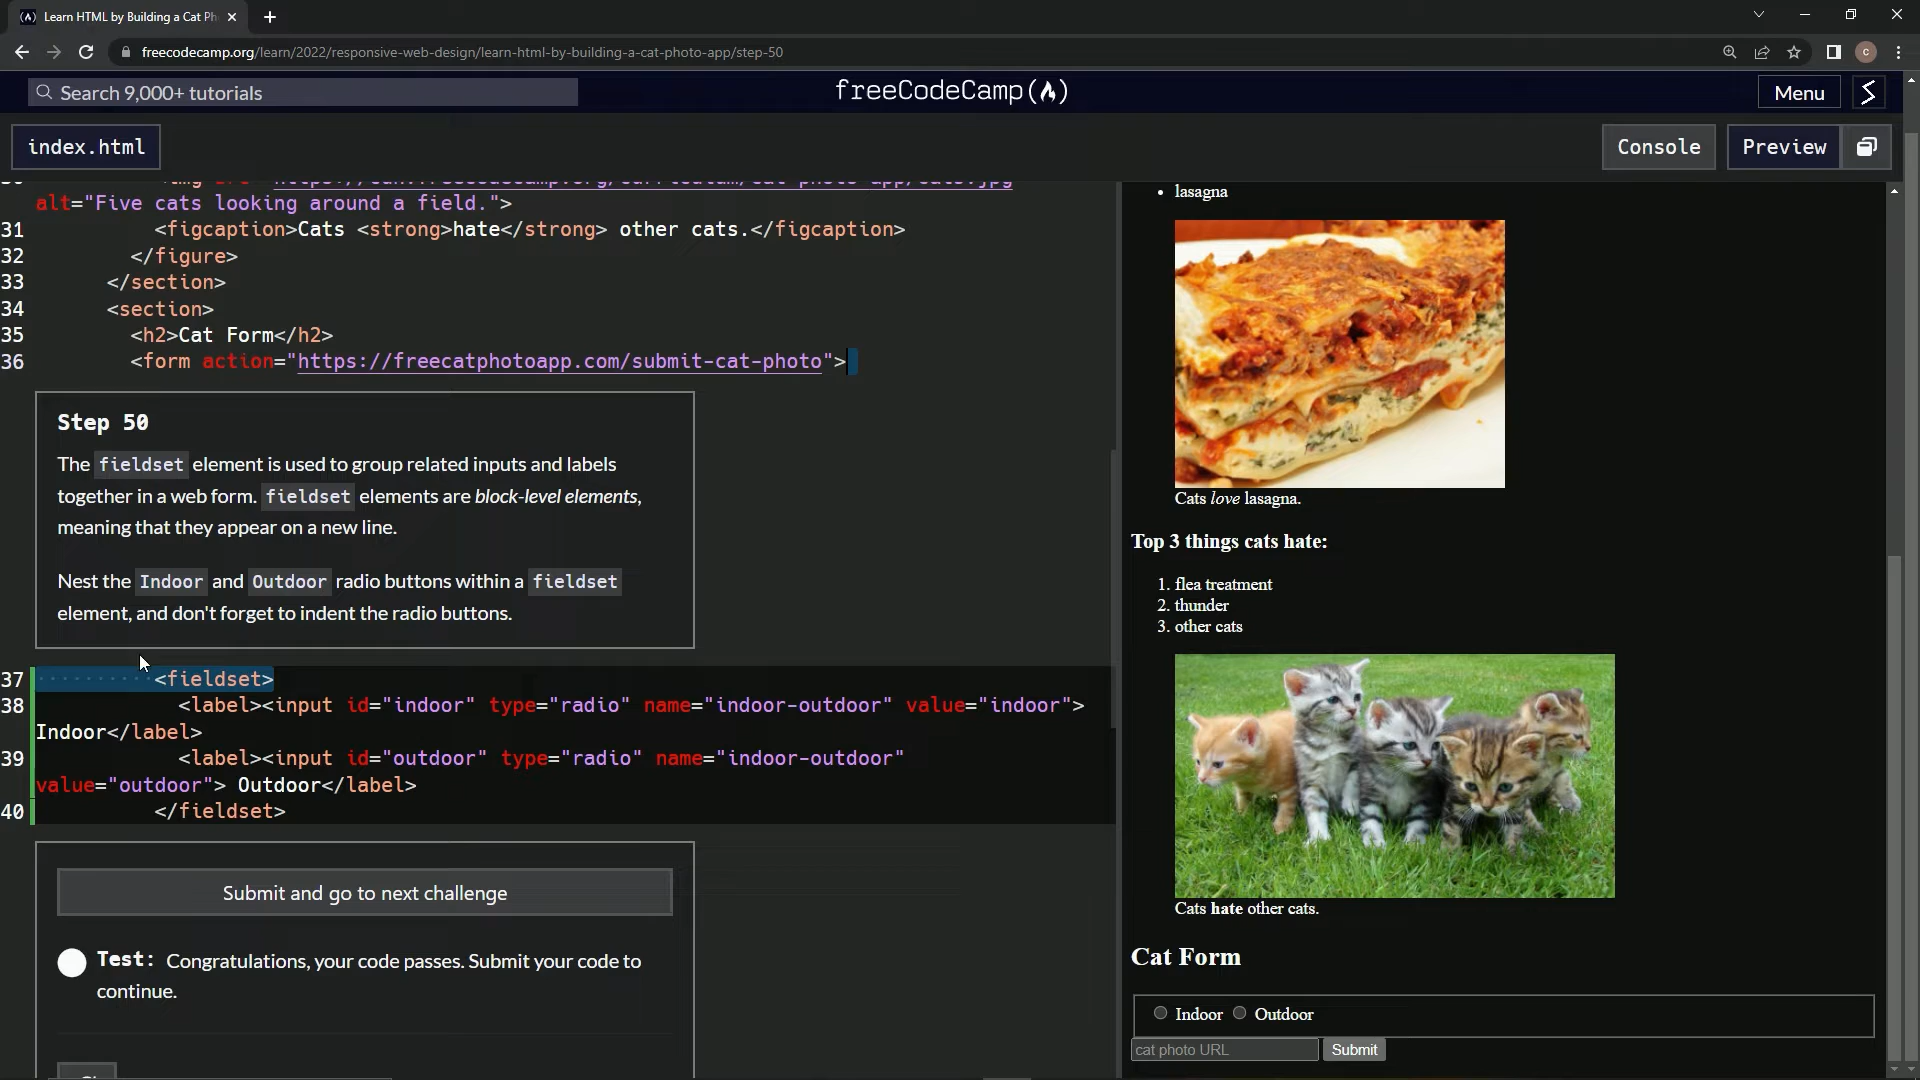 Learn HTML by Building a Cat Ph
freecodecamp.org/learn/2022/responsive-web-design/learn-html-by-building-a-cat-photo-app/step-50
c
Search 9,000+ tutorials
freeCodeCamp
Menu
index.html
Console
Preview
alt="Five cats looking around a field.">
31 <figcaption>Cats <strong>hate</strong> other cats.</figcaption>
32 </figure>
33 </section>
34 <section>
35 <h2>Cat Form</h2>
36 <form action="https://freecatphotoapp.com/submit-cat-photo">
Step 50
The fieldset element is used to group related inputs and labels
together in a web form. fieldset elements are block-level elements,
meaning that they appear on a new line.
Nest the Indoor and Outdoor radio buttons within a fieldset
element, and don't forget to indent the radio buttons.
37 <fieldset>
38 <label><input id="indoor" type="radio" name="indoor-outdoor" value="indoor">
Indoor</label>
39 <label><input id="outdoor" type="radio" name="indoor-outdoor"
value="outdoor"> Outdoor</label>
40 </fieldset>
Submit and go to next challenge
Test: Congratulations, your code passes. Submit your code to
continue.
lasagna
Cats love lasagna.
Top 3 things cats hate:
1. flea treatment
2. thunder
3. other cats
Cats hate other cats.
Cat Form
Indoor Outdoor
cat photo URL Submit